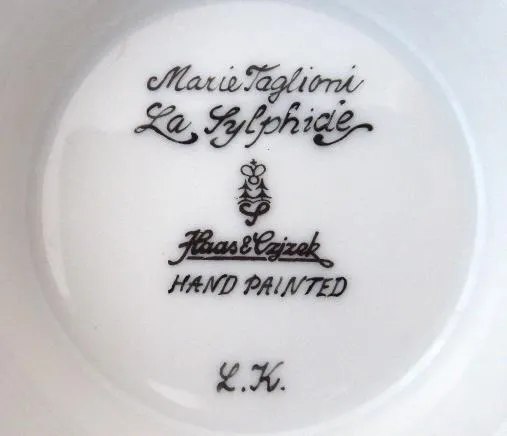 Marie Taglioni
La Sylphide
S
Haas & Czjzek
HAND PAINTED
L.K.